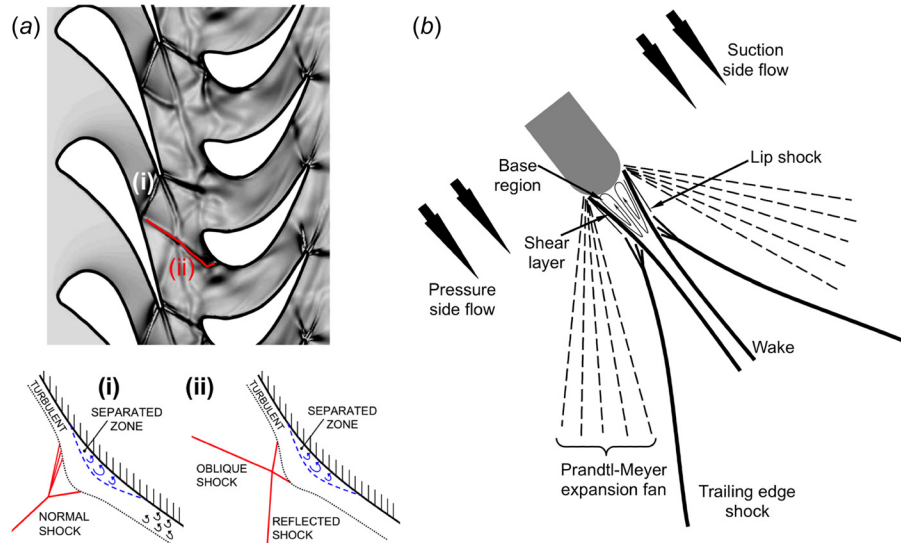 (a)
(i)
(ii)
(i)
(ii)
TURBULENT
SEPARATED
ZONE
NORMAL
SHOCK
TURBULENT
SEPARATED
ZONE
OBLIQUE
SHOCK
REFLECTED
SHOCK
(b)
Suction
side flow
Base
region
Lip shock
Shear
layer
Pressure
side flow
Wake
Prandtl-Meyer
expansion fan
Trailing edge
shock